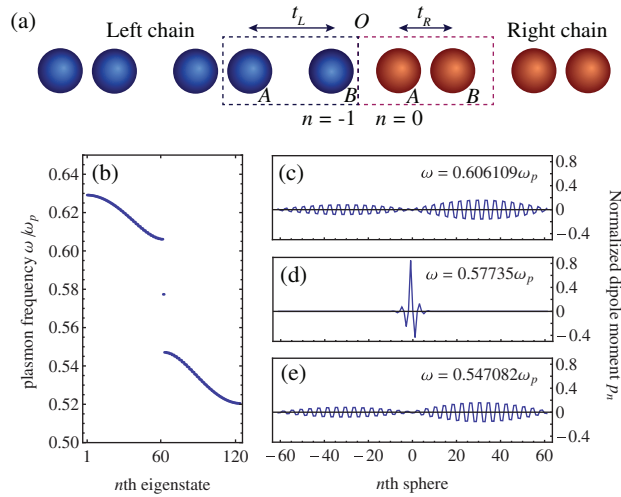 (a) Left chain t_L O t_R Right chain
A B A B
n = -1 n = 0
(b)
plasmon frequency ω/ω_p
0.64
0.62
0.60
0.58
0.56
0.54
0.52
0.50
1 60 120
nth eigenstate
(c) ω = 0.606109ω_p
0.8
0.4
0
−0.4
(d) ω = 0.57735ω_p
0.8
0.4
0
−0.4
(e) ω = 0.547082ω_p
0.8
0.4
0
−0.4
−60 −40 −20 0 20 40 60
nth sphere
Normalized dipole moment p_n